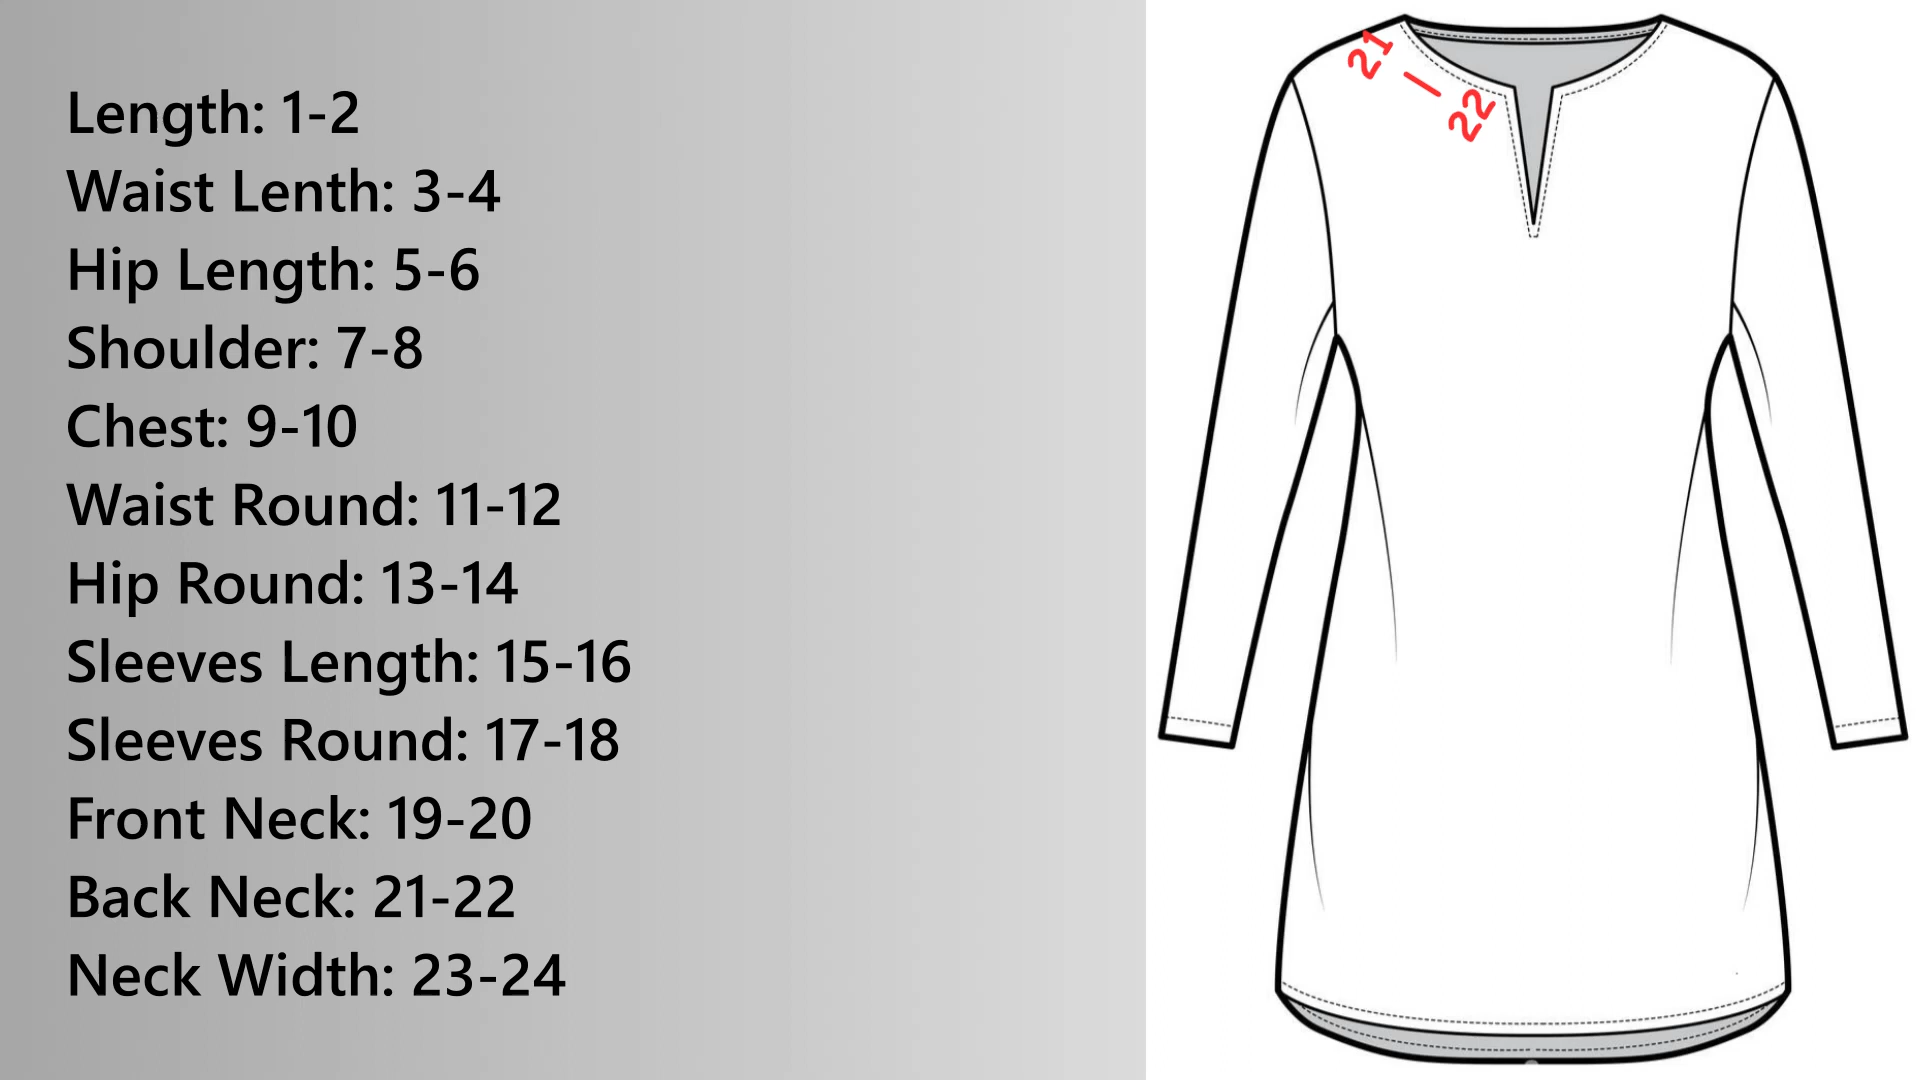 Length: 1-2
Waist Lenth: 3-4
Hip Length: 5-6
Shoulder: 7-8
Chest: 9-10
Waist Round: 11-12
Hip Round: 13-14
Sleeves Length: 15-16
Sleeves Round: 17-18
Front Neck: 19-20
Back Neck: 21-22
Neck Width: 23-24
21 — 22